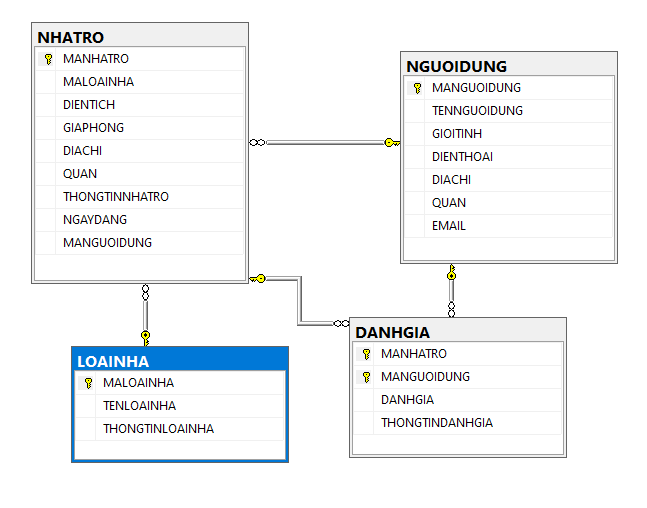 NHATRO
MANHATRO
MALOAINHA
DIENTICH
GIAPHONG
DIACHI
QUAN
THONGTINNHATRO
NGAYDANG
MANGUOIDUNG
NGUOIDUNG
MANGUOIDUNG
TENNGUOIDUNG
GIOITINH
DIENTHOAI
DIACHI
QUAN
EMAIL
LOAINHA
MALOAINHA
TENLOAINHA
THONGTINLOAINHA
DANHGIA
MANHATRO
MANGUOIDUNG
DANHGIA
THONGTINDANHGIA